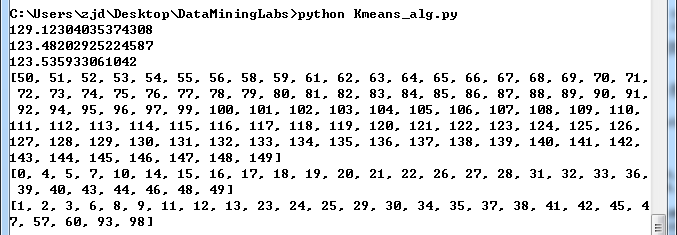 C:\Users\zjd\Desktop\DataMiningLabs>python Kmeans_alg.py
129.12304035374308
123.48202925224587
123.535933061042
[50, 51, 52, 53, 54, 55, 56, 58, 59, 61, 62, 63, 64, 65, 66, 67, 68, 69, 70, 71,
72, 73, 74, 75, 76, 77, 78, 79, 80, 81, 82, 83, 84, 85, 86, 87, 88, 89, 90, 91,
92, 94, 95, 96, 97, 99, 100, 101, 102, 103, 104, 105, 106, 107, 108, 109, 110,
111, 112, 113, 114, 115, 116, 117, 118, 119, 120, 121, 122, 123, 124, 125, 126,
127, 128, 129, 130, 131, 132, 133, 134, 135, 136, 137, 138, 139, 140, 141, 142,
143, 144, 145, 146, 147, 148, 149]
[0, 4, 5, 7, 10, 14, 15, 16, 17, 18, 19, 20, 21, 22, 26, 27, 28, 31, 32, 33, 36,
39, 40, 43, 44, 46, 48, 49]
[1, 2, 3, 6, 8, 9, 11, 12, 13, 23, 24, 25, 29, 30, 34, 35, 37, 38, 41, 42, 45, 4
7, 57, 60, 93, 98]